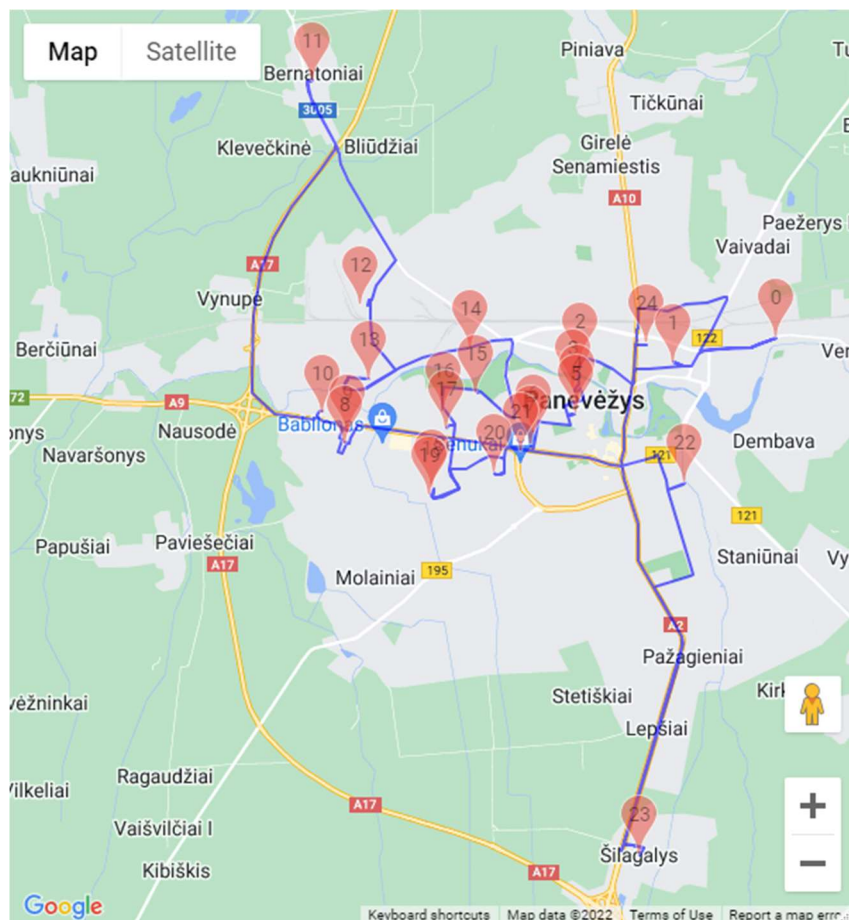 Map Satellite
11
Bernatoniai
Piniava
Tičkūnai
3005
Klevečkinė
Bliūdžiai
Girelė
Senamiestis
aukniūnai
A10
Paežerys
Vaivadai
A17
12
Vynupė
24
0
14
2
1
122
Berčiūnai
13
15
16
5
10
17
72
A9
8
21
Panevėžys
Nausodė
Babilonas
20
22
Dembava
onys
Navaršonys
19
121
121
Papušiai
Paviešečiai
A17
Molainiai
195
Staniūnai
A2
Pažagieniai
Stetiškiai
vėžninkai
Lepšiai
Ragaudžiai
Vilkeliai
A17
23
Vaišvilčiai I
Šilagalys
Kibiškis
A17
Google
Keyboard shortcuts Map data ©2022 Terms of Use Report a map